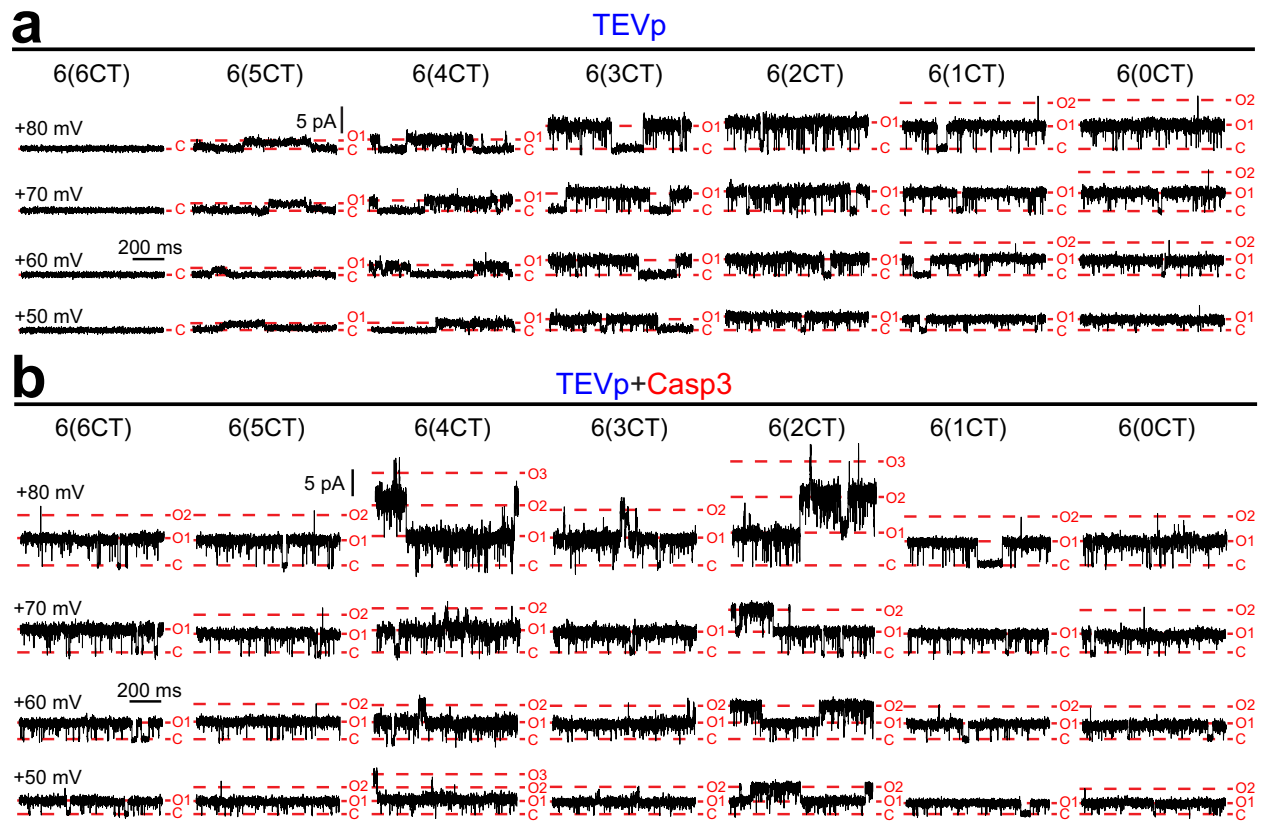 a
TEVp
6(6CT) 6(5CT) 6(4CT) 6(3CT) 6(2CT) 6(1CT) 6(0CT)
5 pA O2 O2
+80 mV O1 O1 O1 O1 O1 O1
C C C C C C C
O2
+70 mV O1 O1 O1 O1 O1 O1
C C C C C C C
200 ms O2 O2
+60 mV O1 O1 O1 O1 O1 O1
C C C C C C C
+50 mV O1 O1 O1 O1 O1 O1
C C C C C C C
b
TEVp+Casp3
6(6CT) 6(5CT) 6(4CT) 6(3CT) 6(2CT) 6(1CT) 6(0CT)
5 pA O3 O3
+80 mV O2 O2 O2 O2 O2 O2 O2
O1 O1 O1 O1 O1 O1 O1
C C C C C C C
+70 mV O2 O2 O2 O2
O1 O1 O1 O1 O1 O1 O1
C C C C C C C
200 ms
+60 mV O2 O2 O2 O2 O2 O2
O1 O1 O1 O1 O1 O1 O1
C C C C C C C
+50 mV O3
O2 O2 O2 O2 O2
O1 O1 O1 O1 O1 O1 O1
C C C C C C C